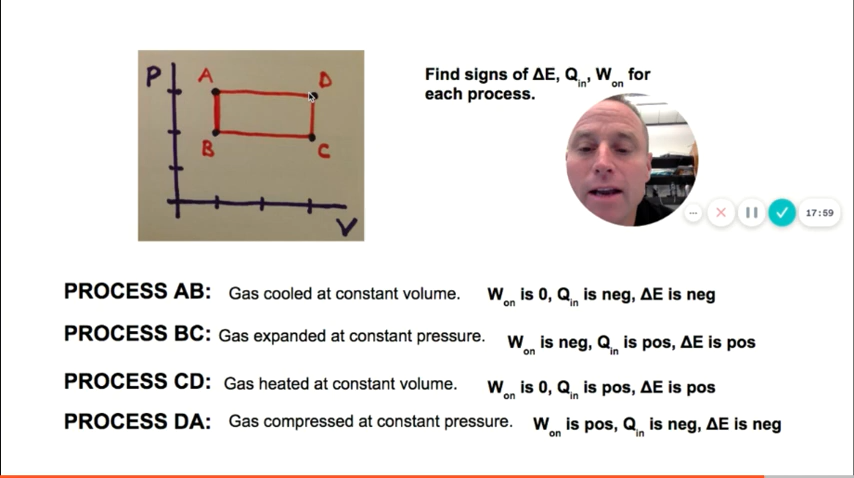 P
A
D
B
C
V
Find signs of ΔE, Qin, Won for
each process.
17:59
PROCESS AB: Gas cooled at constant volume. Won is 0, Qin is neg, ΔE is neg
PROCESS BC: Gas expanded at constant pressure. Won is neg, Qin is pos, ΔE is pos
PROCESS CD: Gas heated at constant volume. Won is 0, Qin is pos, ΔE is pos
PROCESS DA: Gas compressed at constant pressure. Won is pos, Qin is neg, ΔE is neg